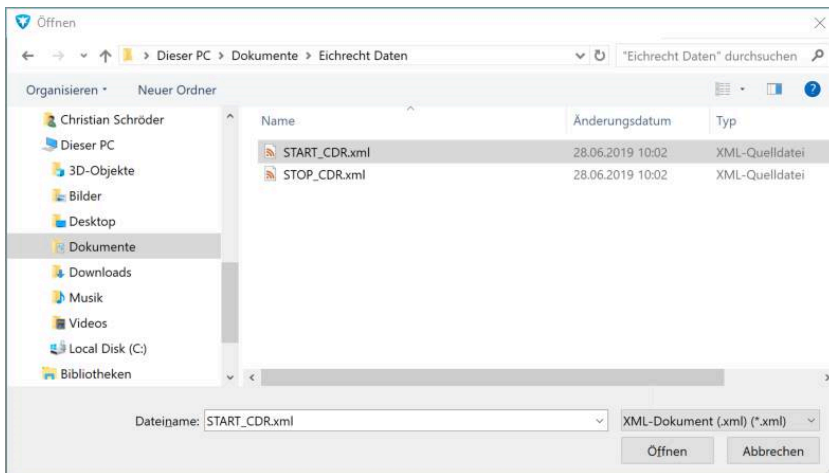 Öffnen
Dieser PC > Dokumente > Eichrecht Daten
"Eichrecht Daten" durchsuchen
Organisieren
Neuer Ordner
Christian Schröder
Dieser PC
3D-Objekte
Bilder
Desktop
Dokumente
Downloads
Musik
Videos
Local Disk (C:)
Bibliotheken
Name Änderungsdatum Typ
START_CDR.xml 28.06.2019 10:02 XML-Quelldatei
STOP_CDR.xml 28.06.2019 10:02 XML-Quelldatei
Dateiname: START_CDR.xml XML-Dokument (.xml) (*.xml)
Öffnen Abbrechen